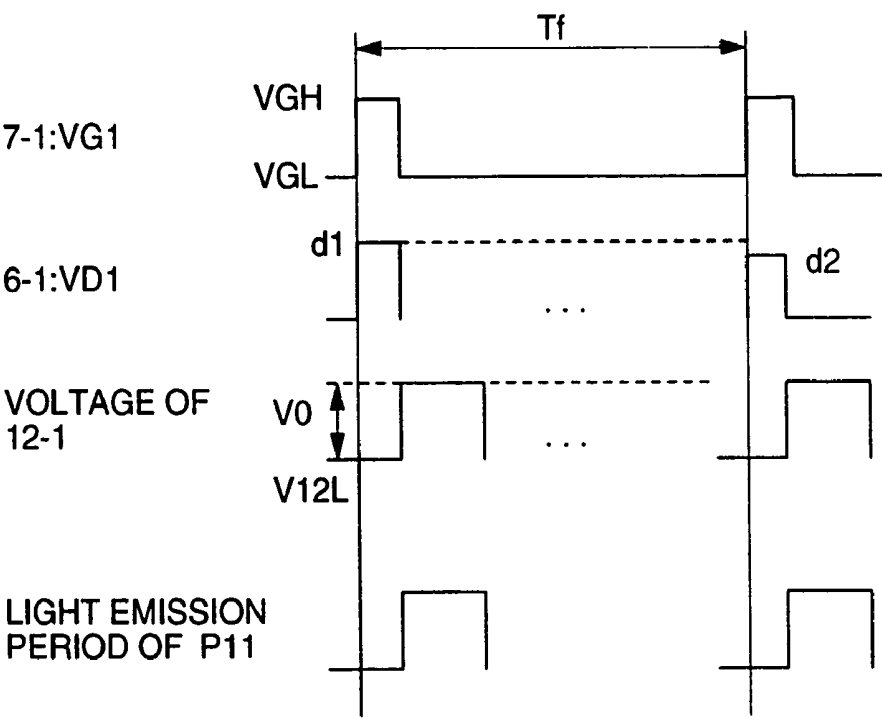 Tf
VGH
7-1:VG1
VGL
d1
d2
6-1:VD1
. . .
VOLTAGE OF
12-1
V0
. . .
V12L
LIGHT EMISSION
PERIOD OF P11